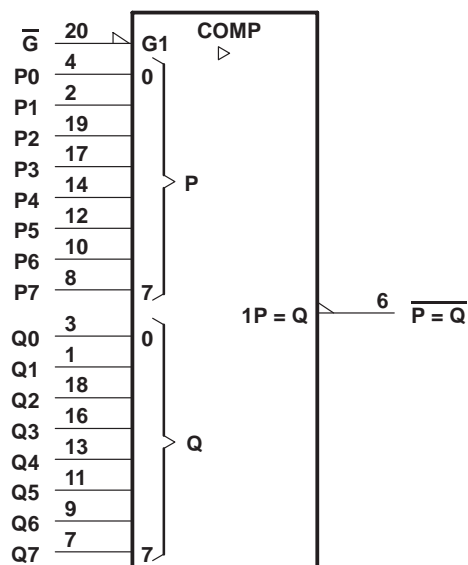 COMP
G̅ 20 G1
P0 4 0
P1 2
P2 19
P3 17
P4 14
P5 12
P6 10
P7 8 7
P
Q0 3 0
Q1 1
Q2 18
Q3 16
Q4 13
Q5 11
Q6 9
Q7 7 7
Q
1P = Q 6 P̅ ̅=̅ ̅Q̅